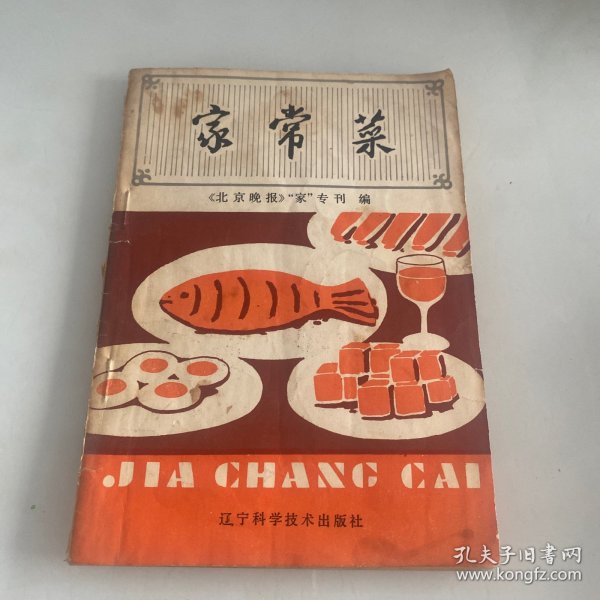 家常菜
《北京晚报》“家”专刊 编
JIA CHANG CAI
辽宁科学技术出版社
孔夫子旧书网
www.kongfz.com